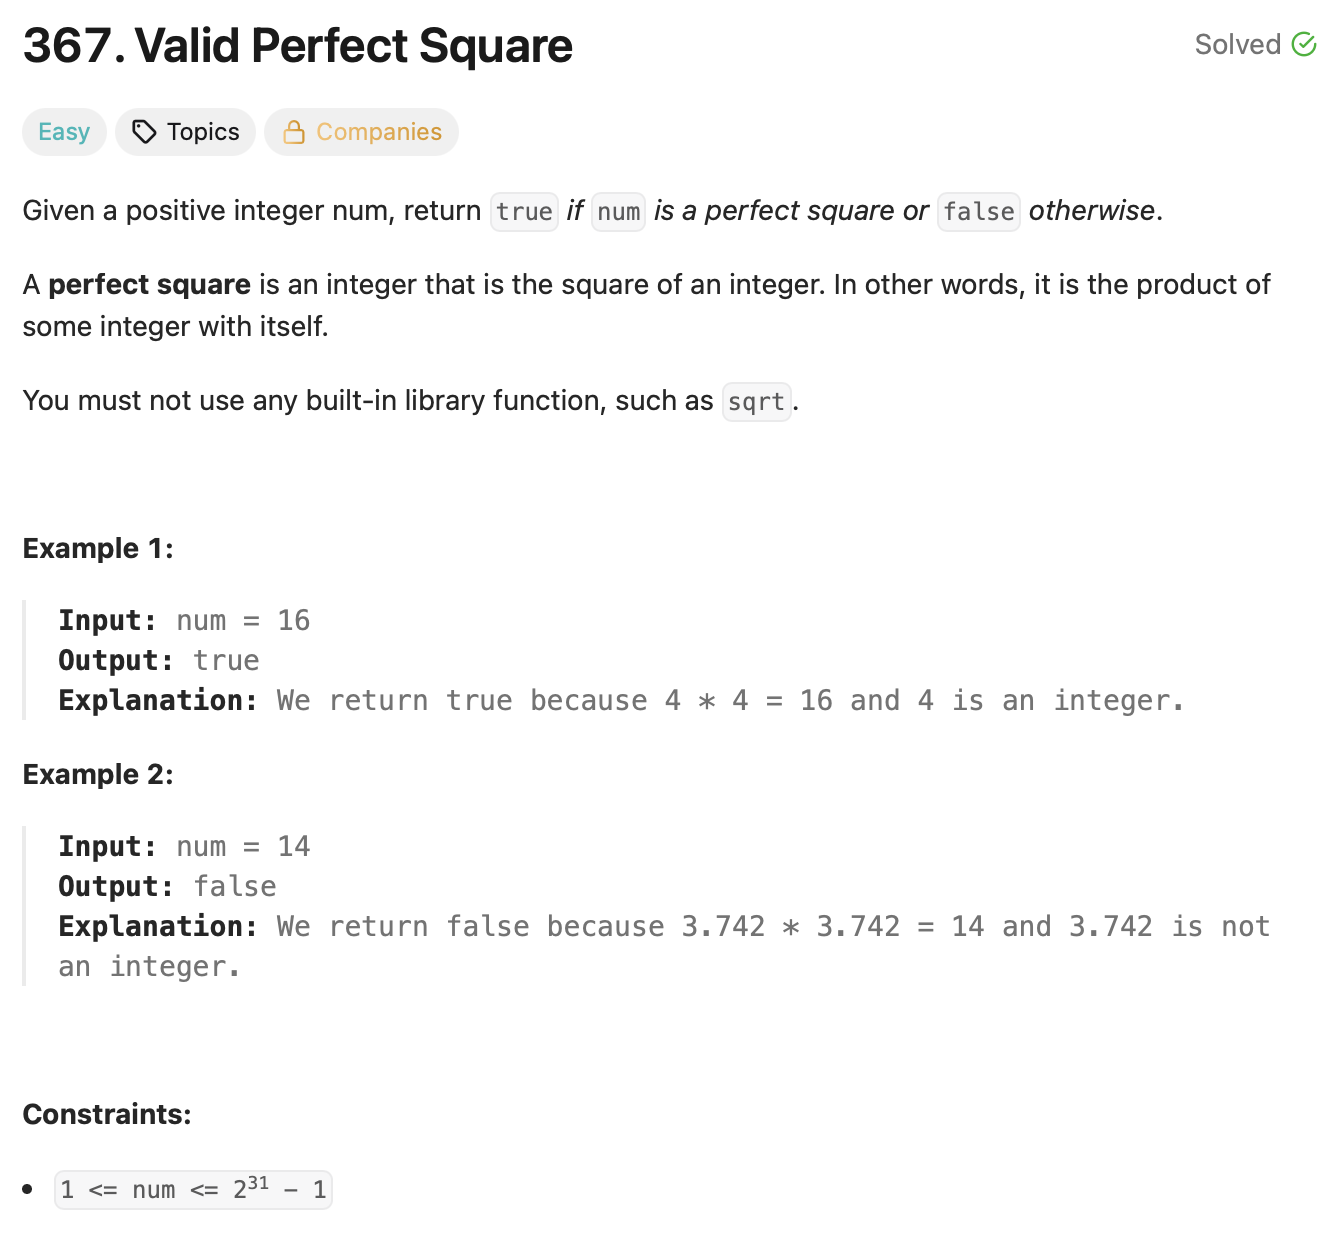 367. Valid Perfect Square
Solved
Easy
Topics
Companies
Given a positive integer num, return true if num is a perfect square or false otherwise.
A perfect square is an integer that is the square of an integer. In other words, it is the product of
some integer with itself.
You must not use any built-in library function, such as sqrt.
Example 1:
Input: num = 16
Output: true
Explanation: We return true because 4 * 4 = 16 and 4 is an integer.
Example 2:
Input: num = 14
Output: false
Explanation: We return false because 3.742 * 3.742 = 14 and 3.742 is not
an integer.
Constraints:
• 1 <= num <= 2³¹ - 1